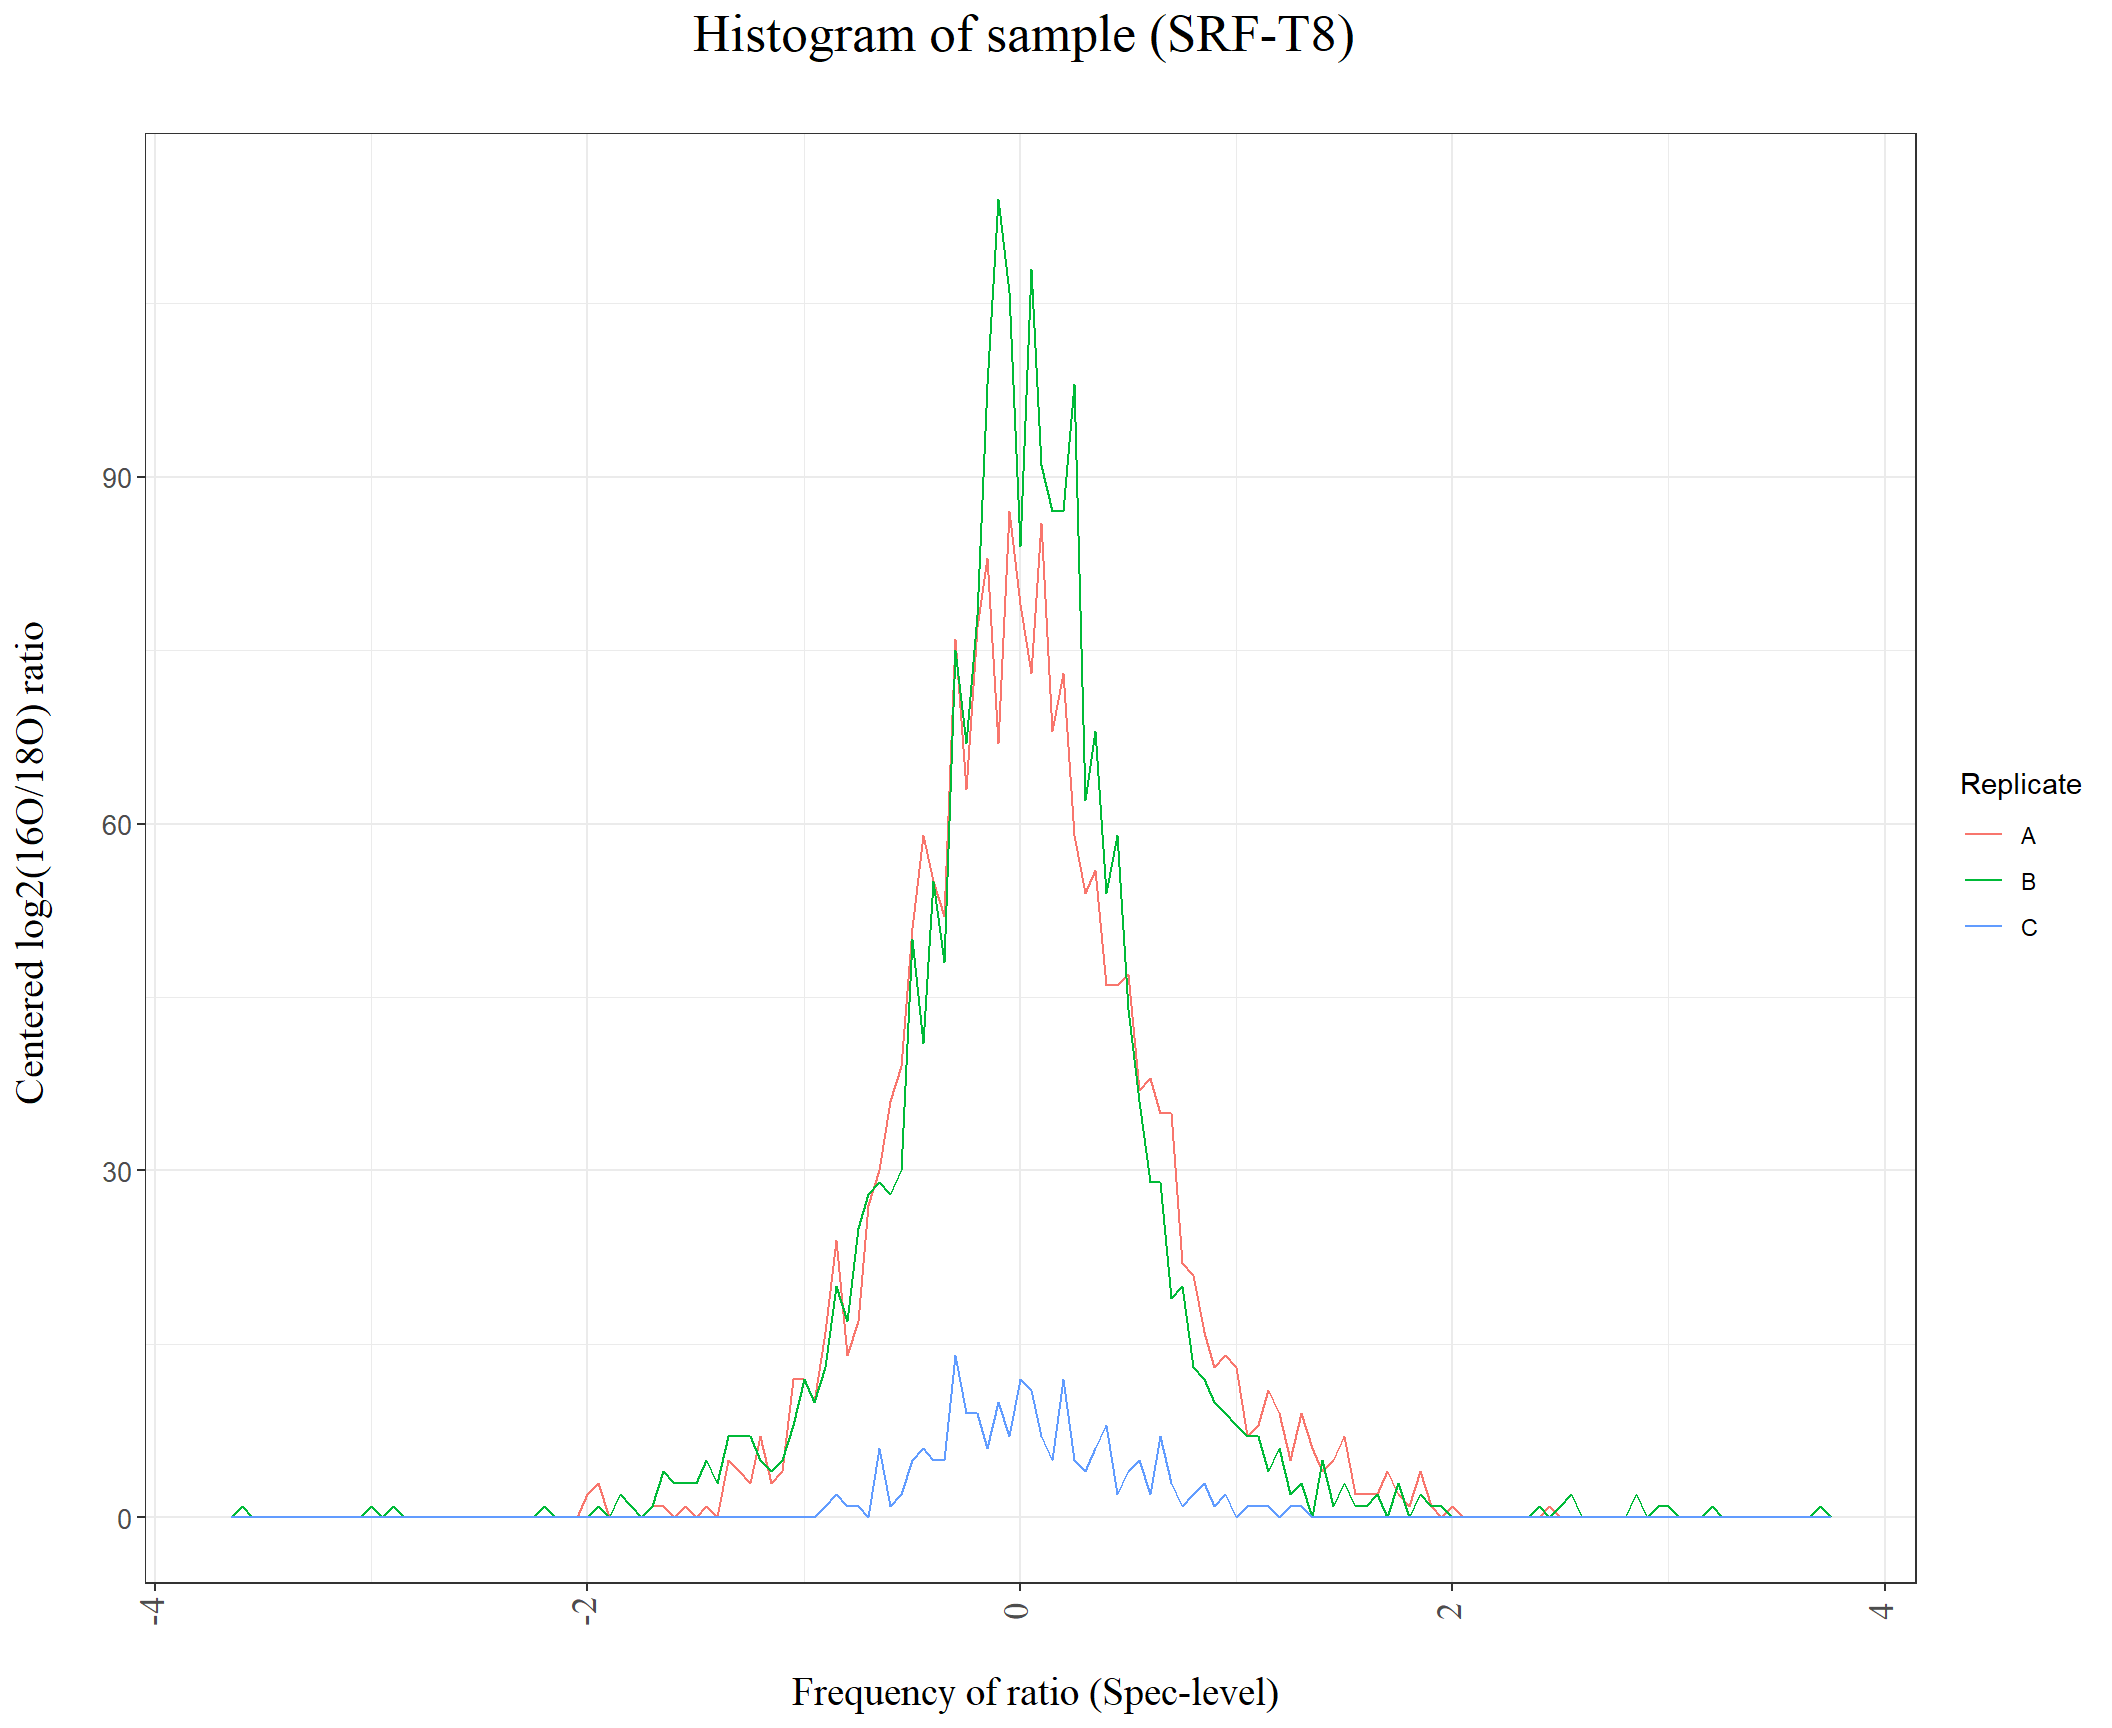 Histogram of sample (SRF-T8)
Centered log2(16O/18O) ratio
90
60
30
0
-4
-2
0
2
4
Frequency of ratio (Spec-level)
Replicate
A
B
C